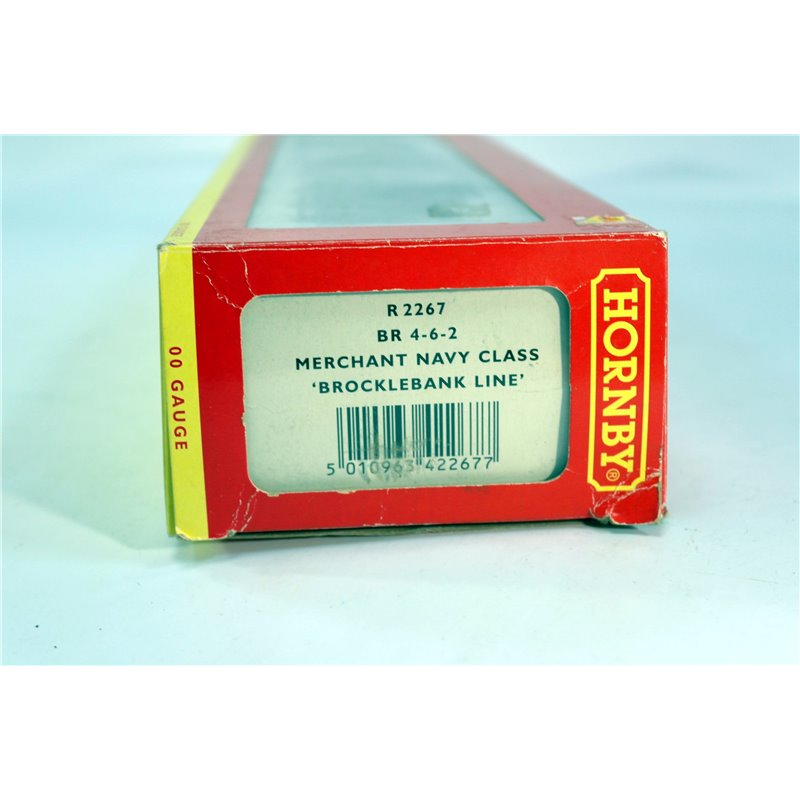 R 2267
BR 4-6-2
MERCHANT NAVY CLASS
'BROCKLEBANK LINE'
5 010963 422677
HORNBY®
00 GAUGE